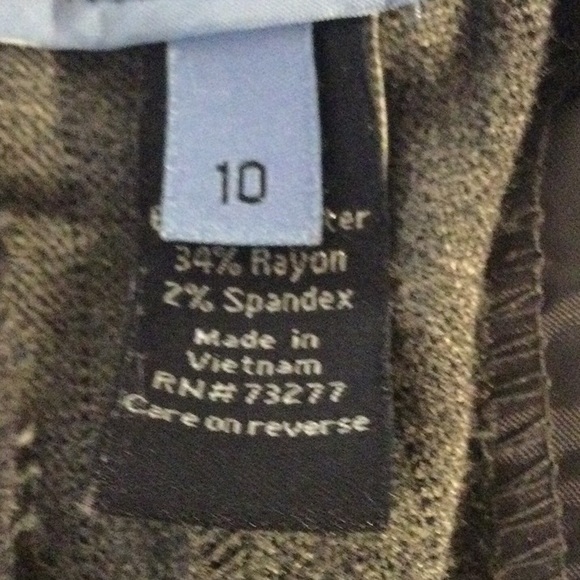 10
34% Rayon
2% Spandex
Made in
Vietnam
RN# 73277
Care on reverse